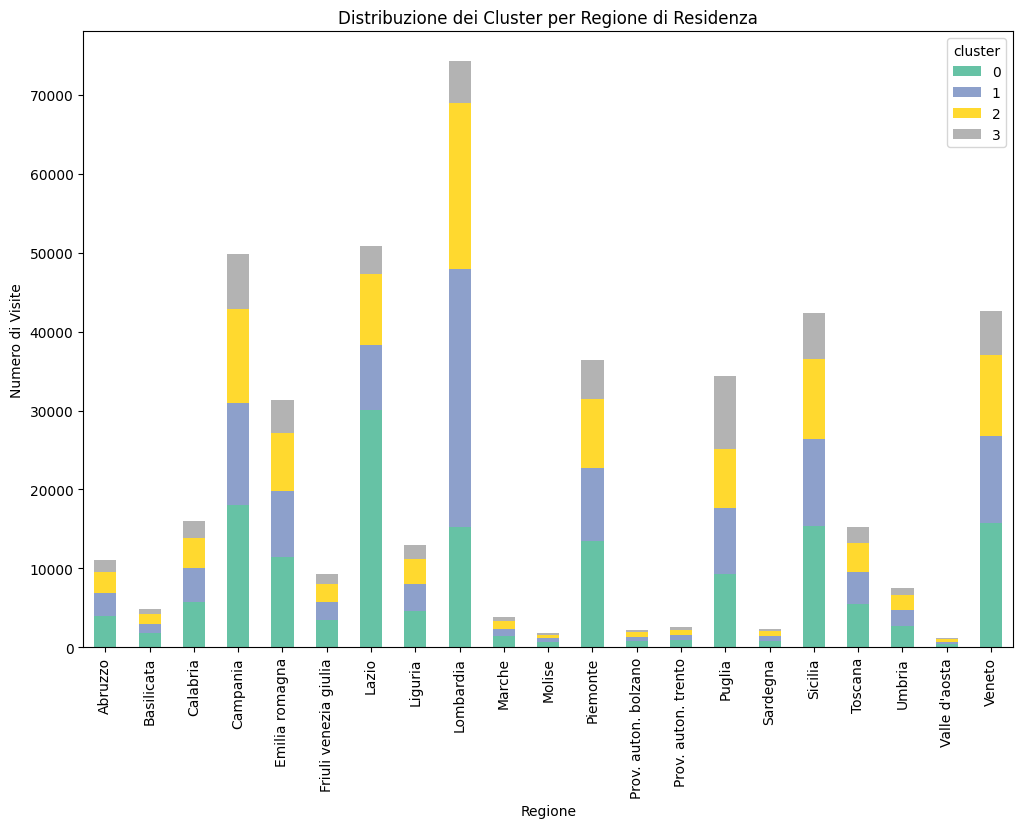 Distribuzione dei Cluster per Regione di Residenza
cluster
0
1
2
3
Numero di Visite
70000
60000
50000
40000
30000
20000
10000
0
Abruzzo
Basilicata
Calabria
Campania
Emilia romagna
Friuli venezia giulia
Lazio
Liguria
Lombardia
Marche
Molise
Piemonte
Prov. auton. bolzano
Prov. auton. trento
Puglia
Sardegna
Sicilia
Toscana
Umbria
Valle d'aosta
Veneto
Regione